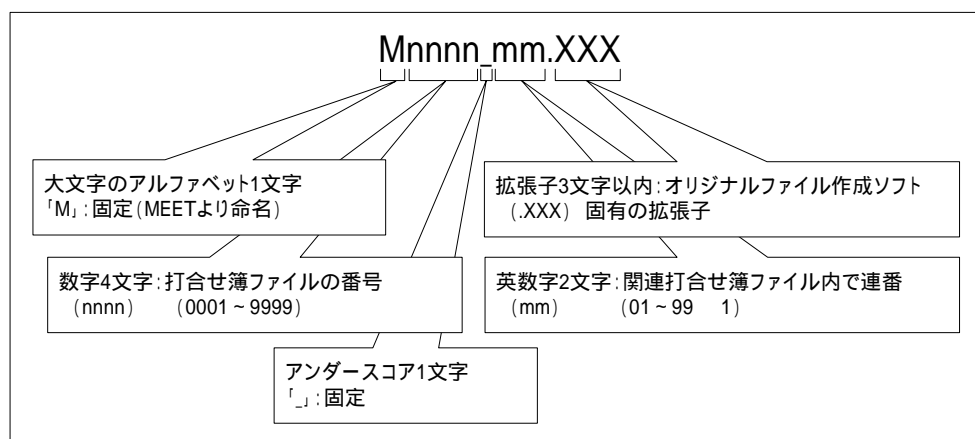 Mnnnn_mm.XXX
大文字のアルファベット1文字
「M」:固定(MEETより命名)
拡張子3文字以内:オリジナルファイル作成ソフト
(.XXX) 固有の拡張子
数字4文字:打合せ簿ファイルの番号
(nnnn) (0001~9999)
英数字2文字:関連打合せ簿ファイル内で連番
(mm) (01~99 1)
アンダースコア1文字
「_」:固定